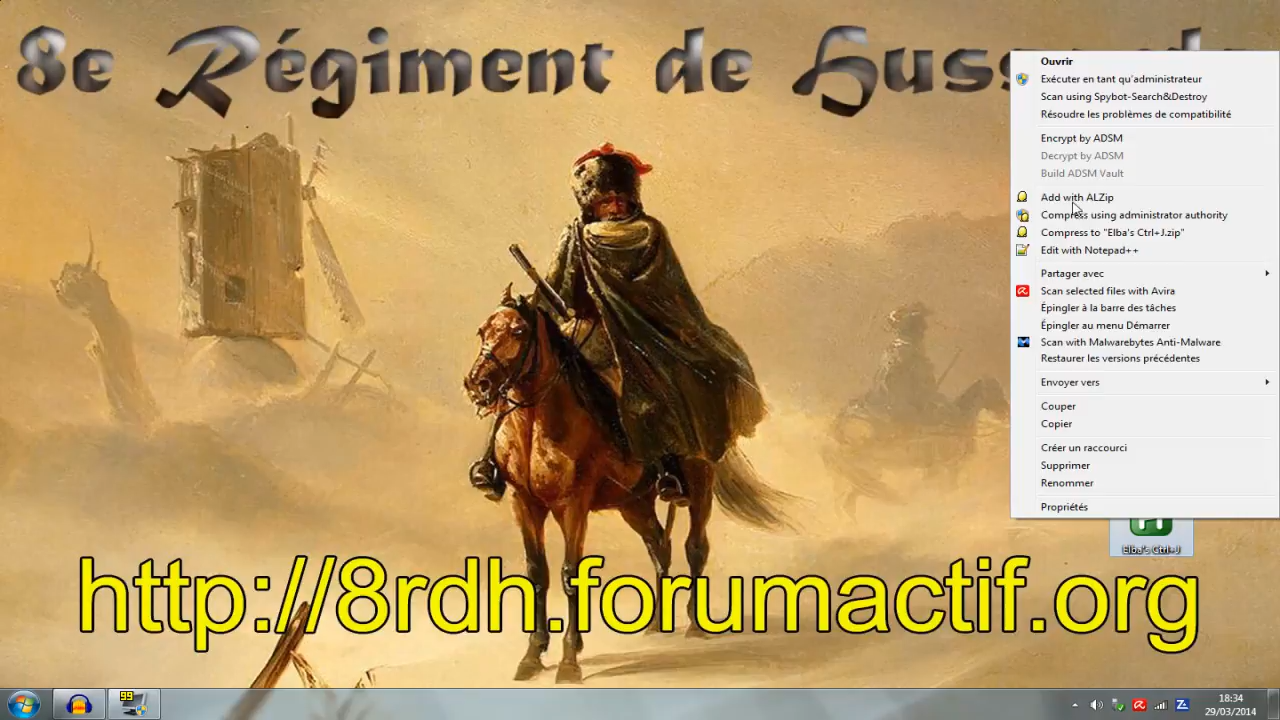 8e Régiment de Huss
Ouvrir
Exécuter en tant qu'administrateur
Scan using Spybot-Search&Destroy
Résoudre les problèmes de compatibilité
Encrypt by ADSM
Decrypt by ADSM
Build ADSM Vault
Add with ALZip
Compress using administrator authority
Compress to "Elba's Ctrl+J.zip"
Edit with Notepad++
Partager avec
Scan selected files with Avira
Épingler à la barre des tâches
Épingler au menu Démarrer
Scan with Malwarebytes Anti-Malware
Restaurer les versions précédentes
Envoyer vers
Couper
Copier
Créer un raccourci
Supprimer
Renommer
Propriétés
Elba's Ctrl+J
http://8rdh.forumactif.org
99
18:34
29/03/2014